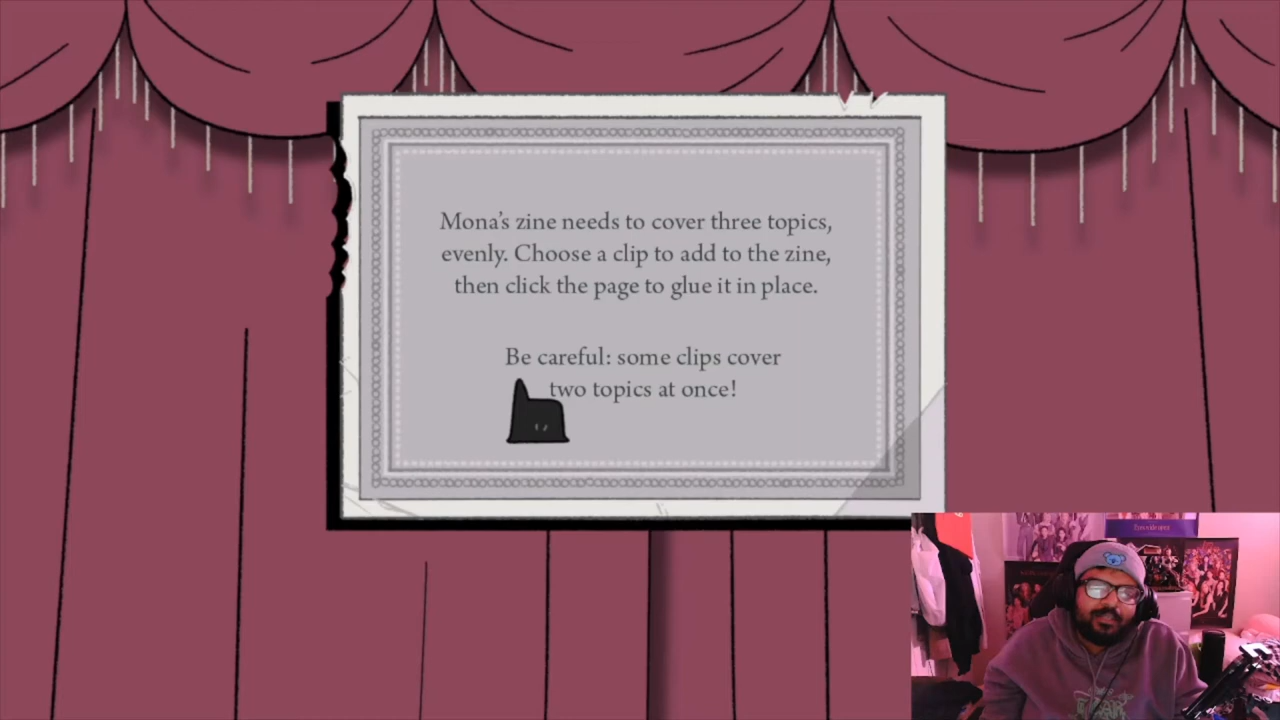 Mona's zine needs to cover three topics,
evenly. Choose a clip to add to the zine,
then click the page to glue it in place.
Be careful: some clips cover
two topics at once!